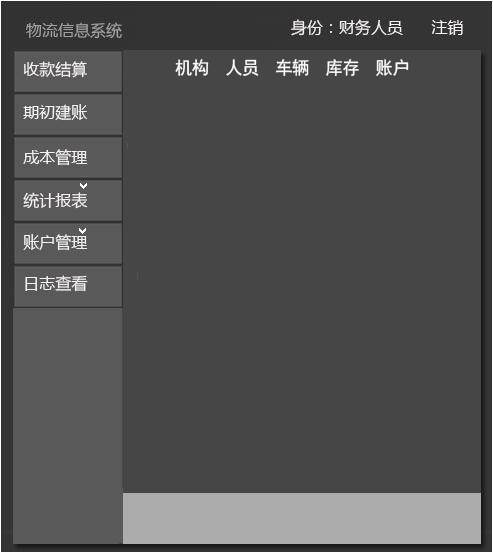 物流信息系统
身份：财务人员 注销
收款结算
期初建账
成本管理
统计报表
账户管理
日志查看
机构 人员 车辆 库存 账户